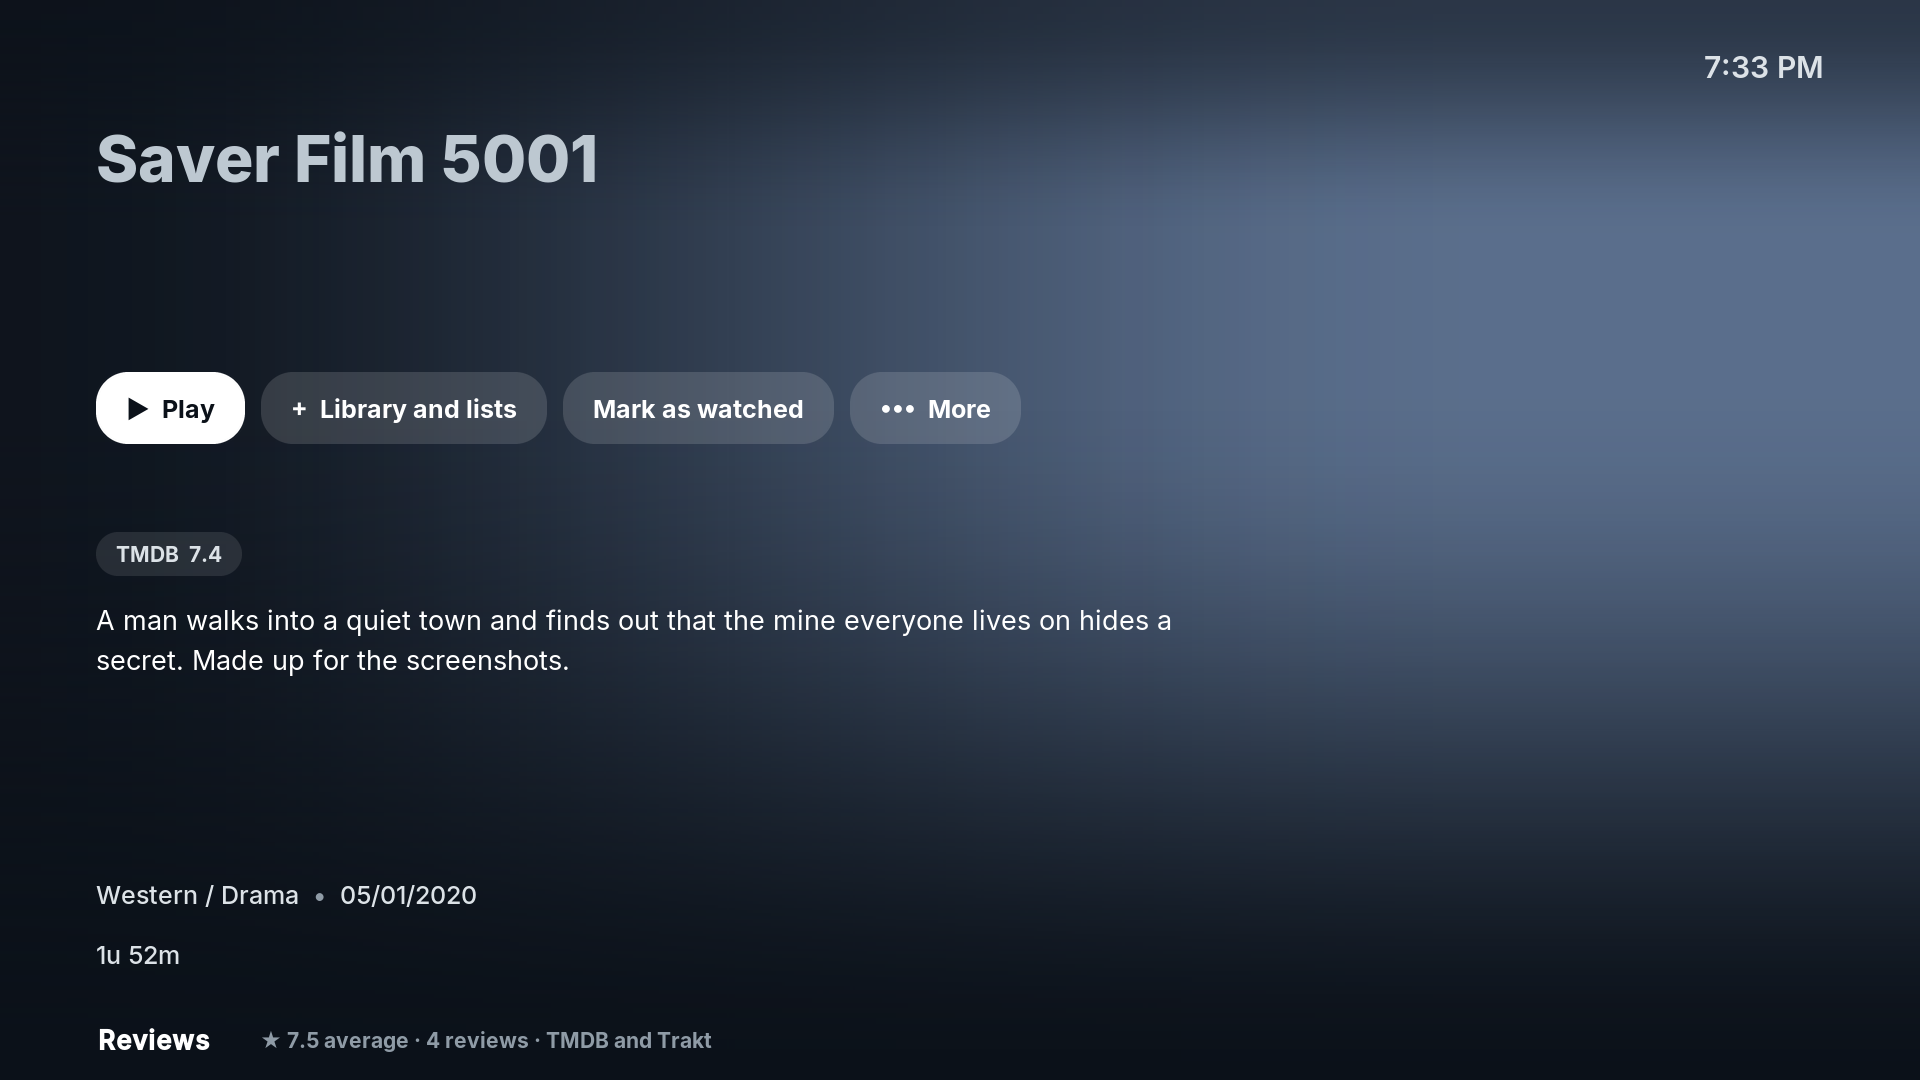 7:33 PM
Saver Film 5001
▶ Play
+ Library and lists
Mark as watched
••• More
TMDB 7.4
A man walks into a quiet town and finds out that the mine everyone lives on hides a
secret. Made up for the screenshots.
Western / Drama • 05/01/2020
1u 52m
Reviews ★ 7.5 average · 4 reviews · TMDB and Trakt